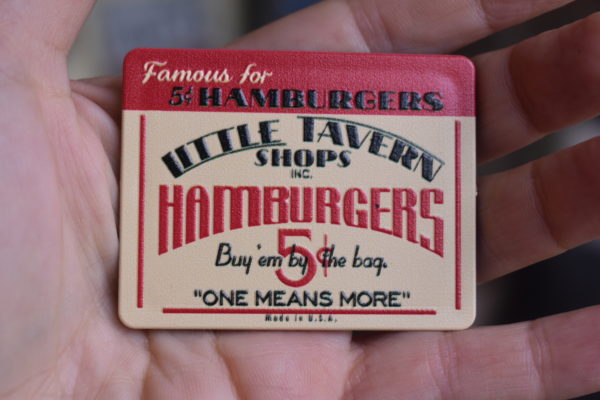 Famous for
5¢ HAMBURGERS
LITTLE TAVERN
SHOPS
INC.
HAMBURGERS
5¢
Buy 'em by the bag.
"ONE MEANS MORE"
Made in U.S.A.